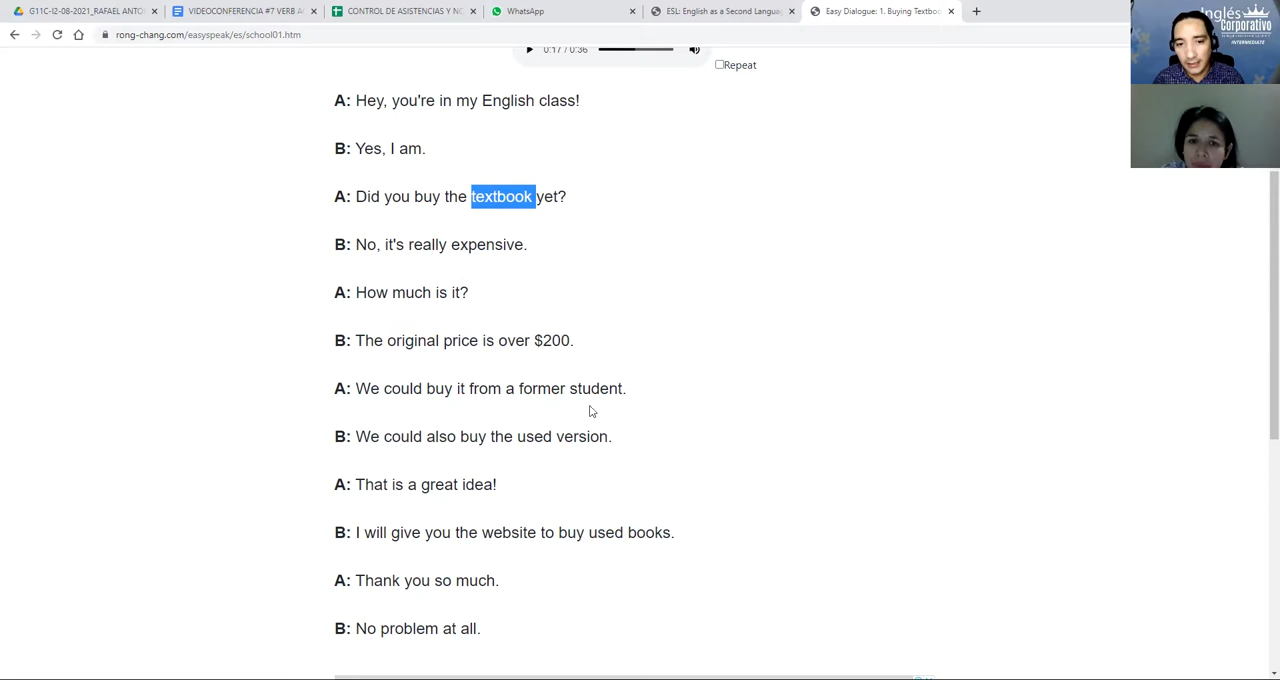 G11C-I2-08-2021_RAFAEL ANTO
VIDEOCONFERENCIA #7 VERB A
CONTROL DE ASISTENCIAS Y NO
WhatsApp
ESL: English as a Second Langua
Easy Dialogue: 1. Buying Textboo
rong-chang.com/easyspeak/es/school01.htm
Inglés
Corporativo
INTERMEDIATE
0:17 / 0:36
Repeat
A: Hey, you're in my English class!
B: Yes, I am.
A: Did you buy the textbook yet?
B: No, it's really expensive.
A: How much is it?
B: The original price is over $200.
A: We could buy it from a former student.
B: We could also buy the used version.
A: That is a great idea!
B: I will give you the website to buy used books.
A: Thank you so much.
B: No problem at all.